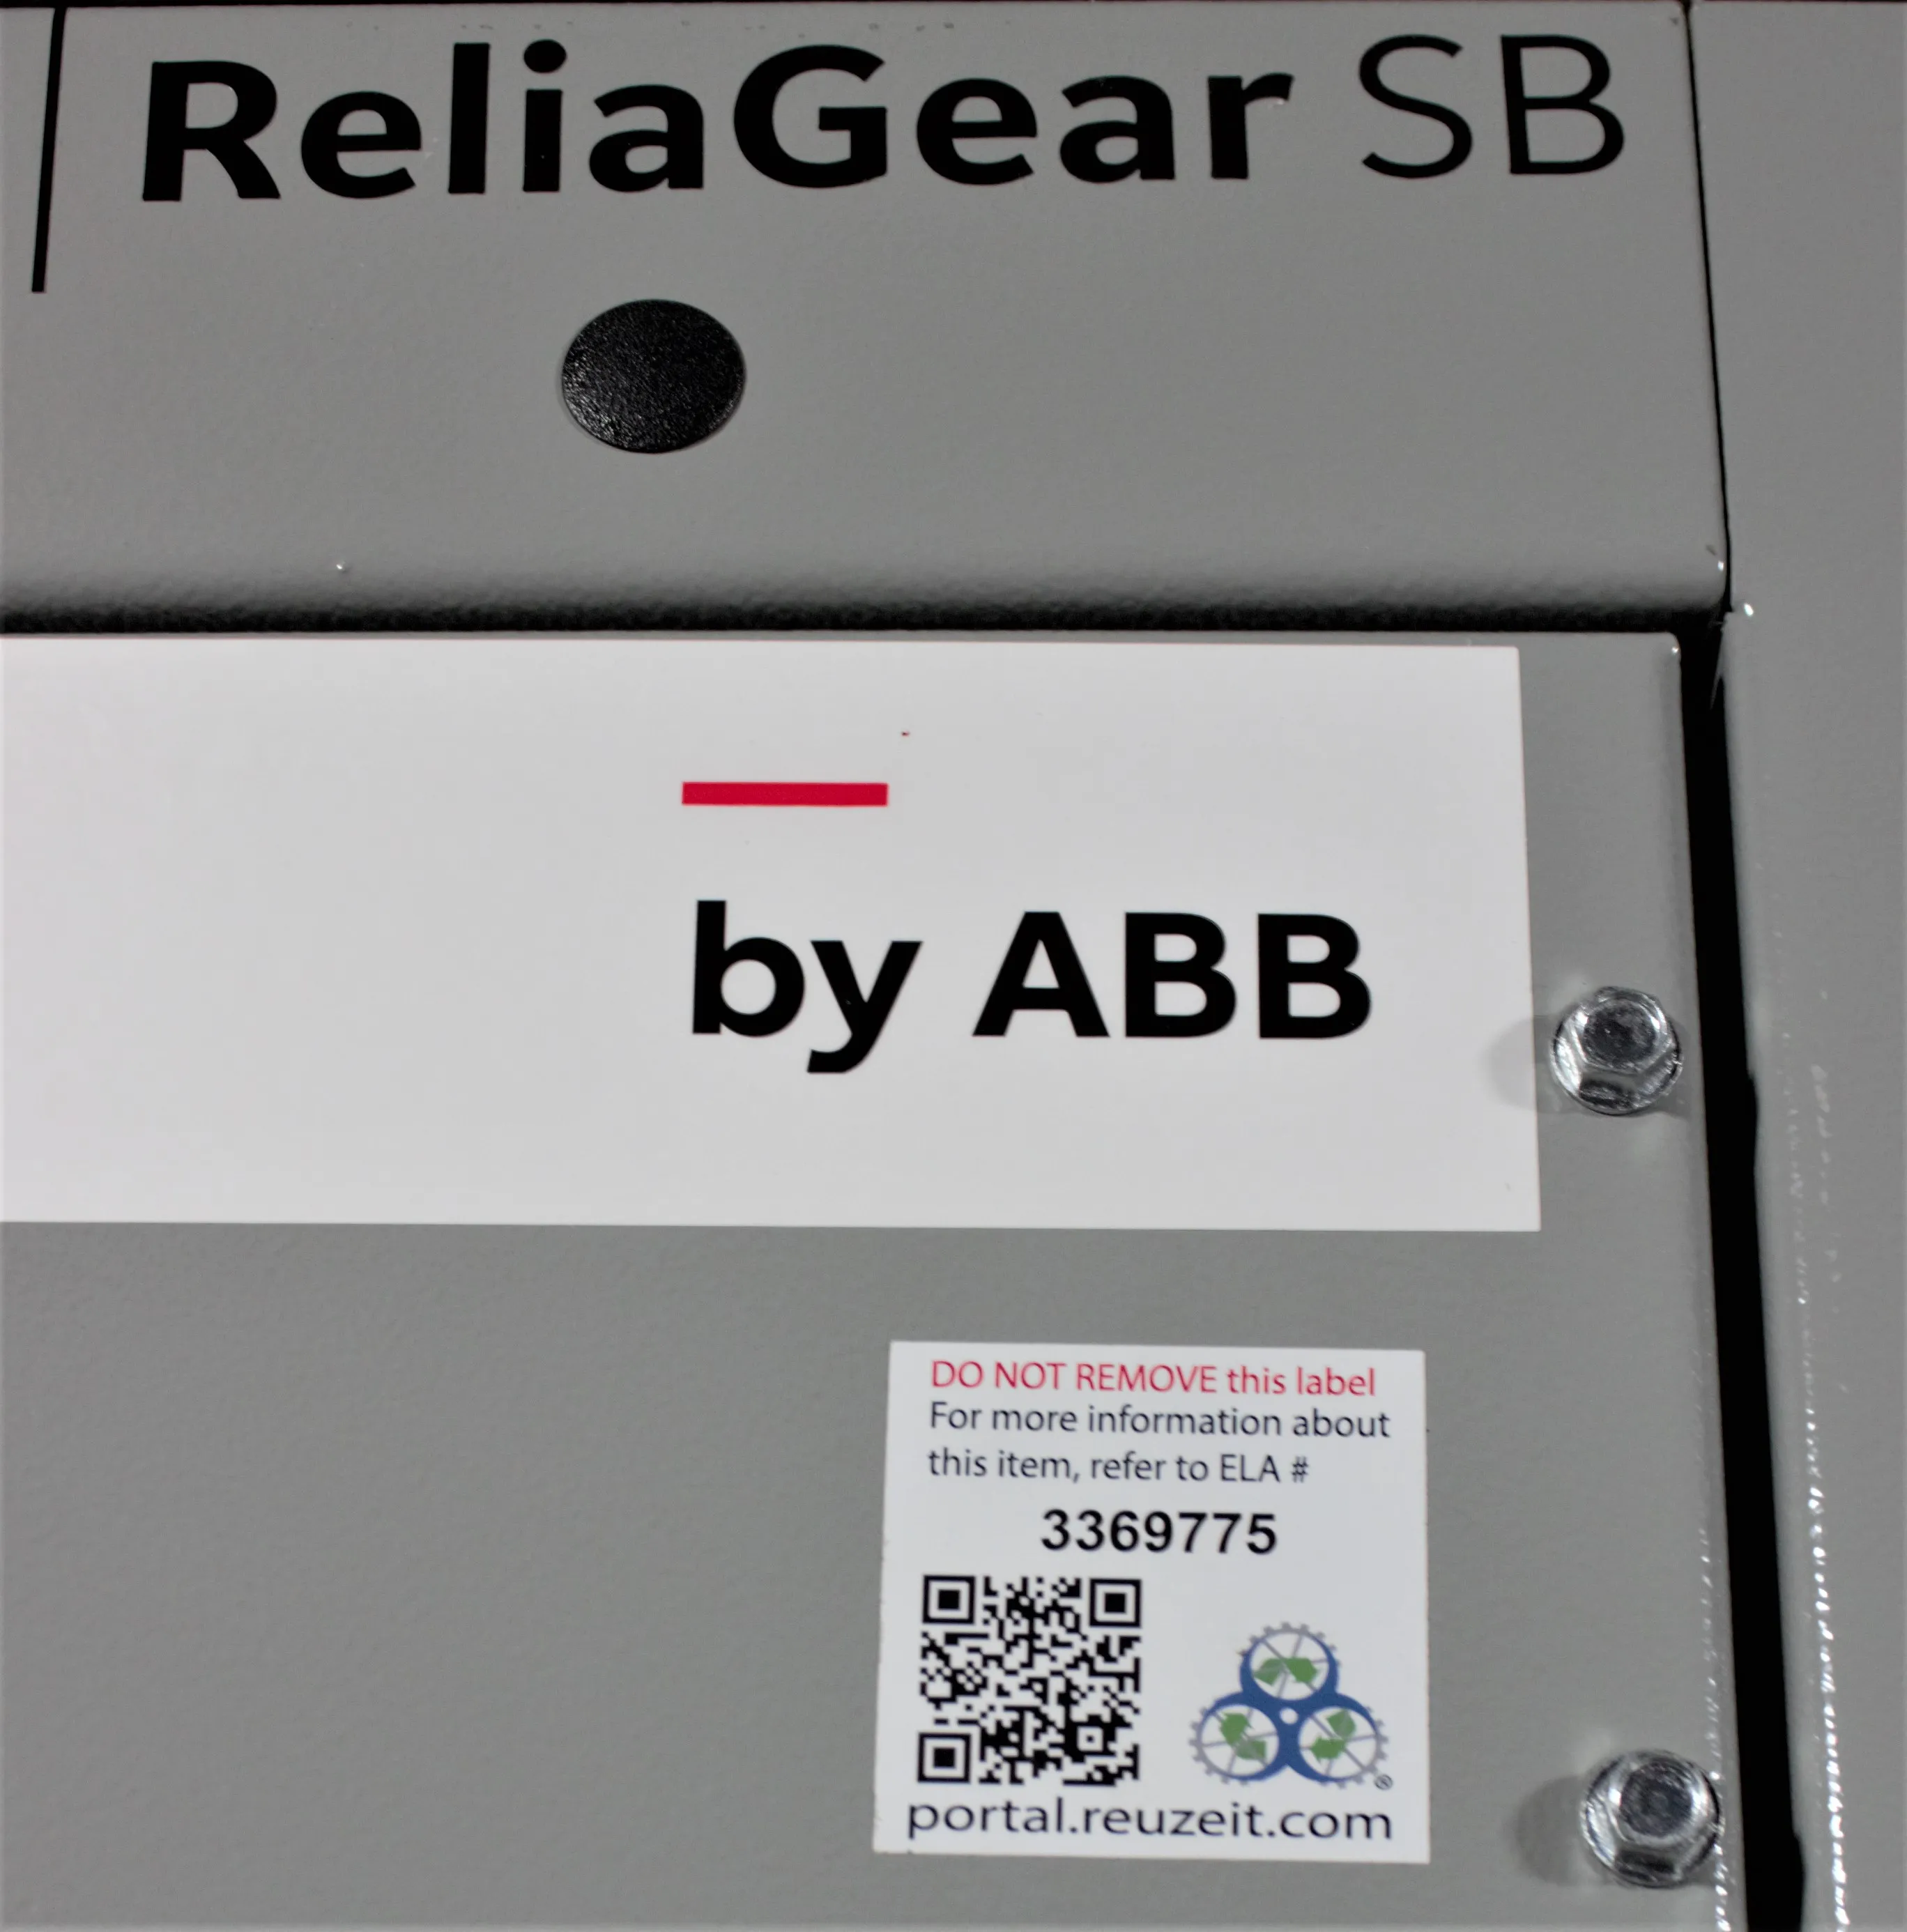 ReliaGear SB
by ABB
DO NOT REMOVE this label
For more information about
this item, refer to ELA #
3369775
®
portal.reuzeit.com